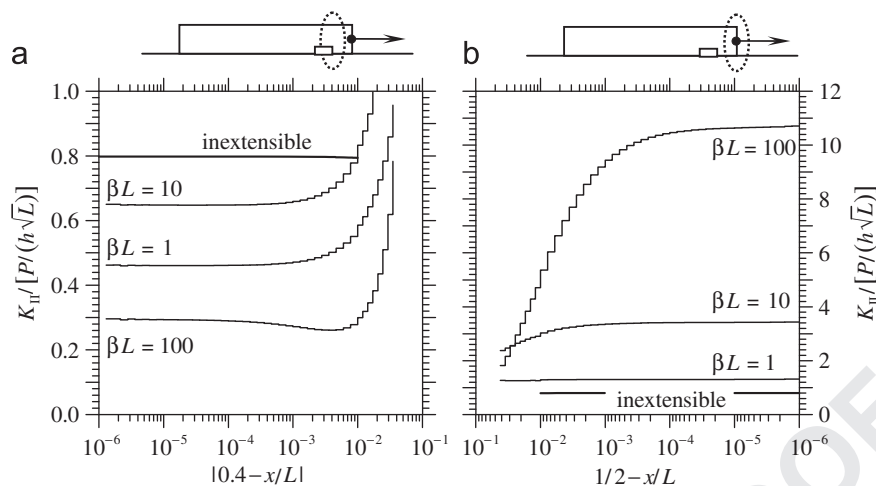 a
b
1.0
0.8
0.6
0.4
0.2
0.0
K_II/[P/(h√L)]
inextensible
βL = 10
βL = 1
βL = 100
10^-6
10^-5
10^-4
10^-3
10^-2
10^-1
|0.4−x/L|
βL = 100
βL = 10
βL = 1
inextensible
12
10
8
6
4
2
0
K_II/[P/(h√L)]
10^-1
10^-2
10^-3
10^-4
10^-5
10^-6
1/2−x/L